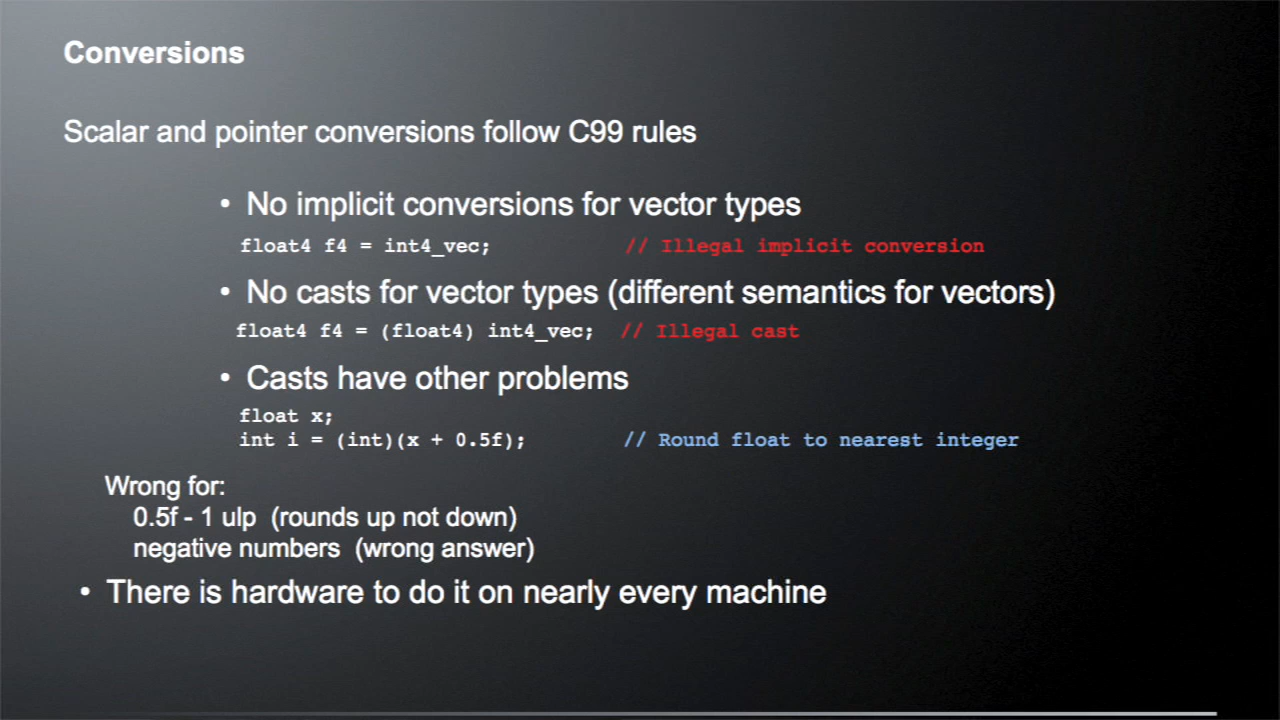 Conversions
Scalar and pointer conversions follow C99 rules
• No implicit conversions for vector types
float4 f4 = int4_vec; // Illegal implicit conversion
• No casts for vector types (different semantics for vectors)
float4 f4 = (float4) int4_vec; // Illegal cast
• Casts have other problems
float x;
int i = (int)(x + 0.5f); // Round float to nearest integer
Wrong for:
0.5f - 1 ulp (rounds up not down)
negative numbers (wrong answer)
• There is hardware to do it on nearly every machine